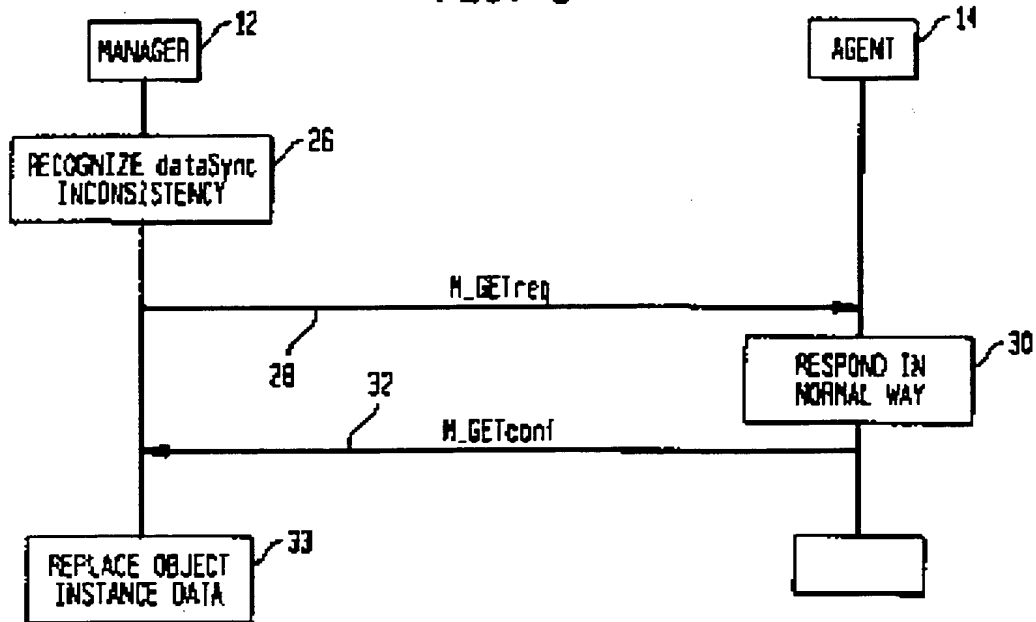 12
MANAGER
14
AGENT
26
RECOGNIZE dataSync
INCONSISTENCY
M_GETreq
28
30
RESPOND IN
NORMAL WAY
32
M_GETconf
33
REPLACE OBJECT
INSTANCE DATA